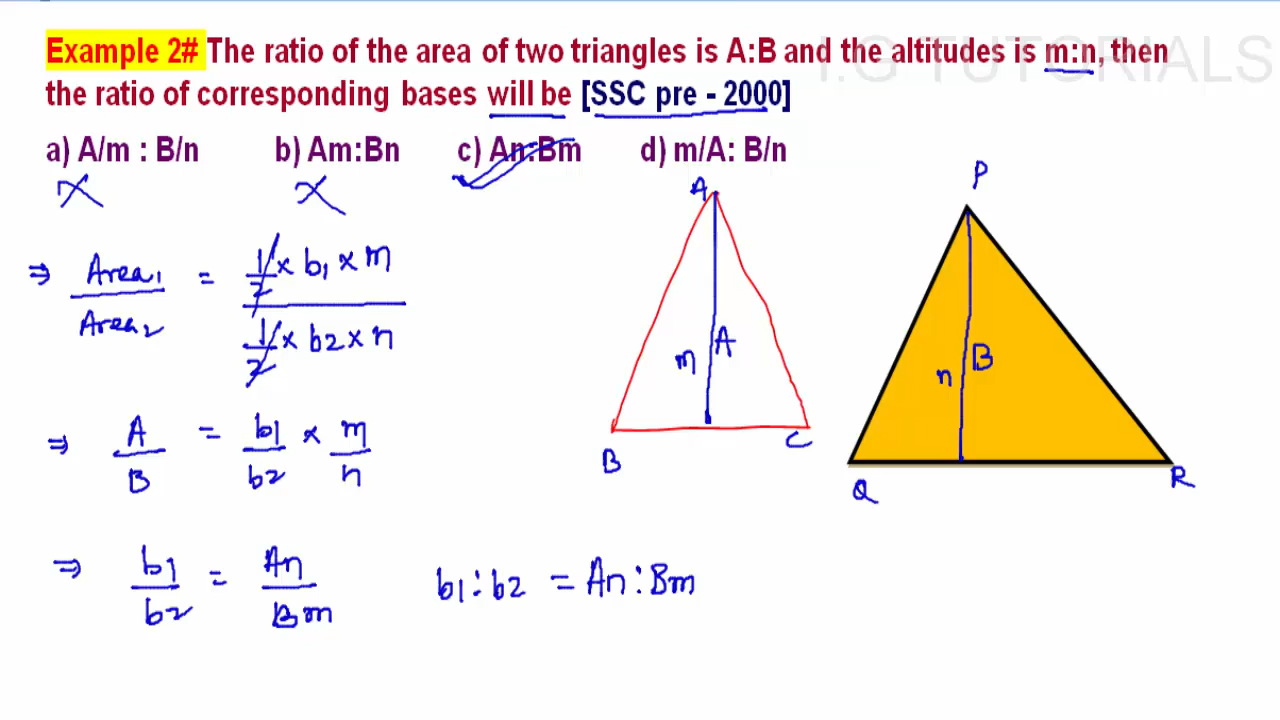 I.G TUTORIALS
Example 2# The ratio of the area of two triangles is A:B and the altitudes is m:n, then
the ratio of corresponding bases will be [SSC pre - 2000]
a) A/m : B/n b) Am:Bn c) An:Bm d) m/A: B/n
⇒ Area1 / Area2 = 1/2 × b1 × m / 1/2 × b2 × n
⇒ A/B = b1/b2 × m/n
⇒ b1/b2 = An/Bm b1:b2 = An:Bm
A
m A
B C
P
n B
Q R